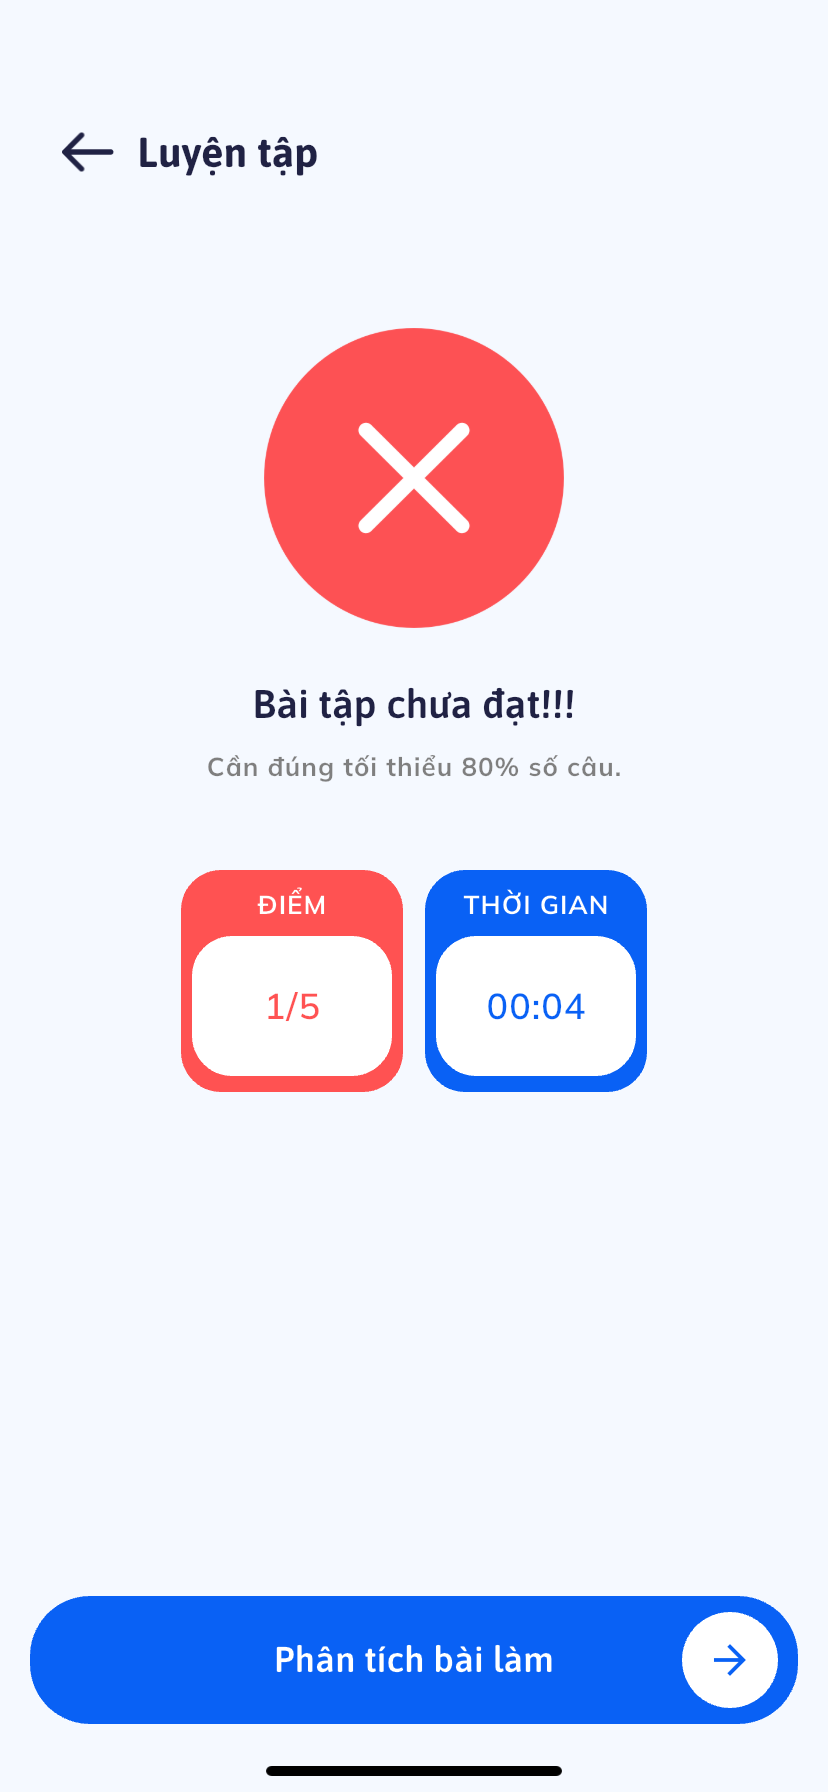 Luyện tập
Bài tập chưa đạt!!!
Cần đúng tối thiểu 80% số câu.
ĐIỂM
1/5
THỜI GIAN
00:04
Phân tích bài làm